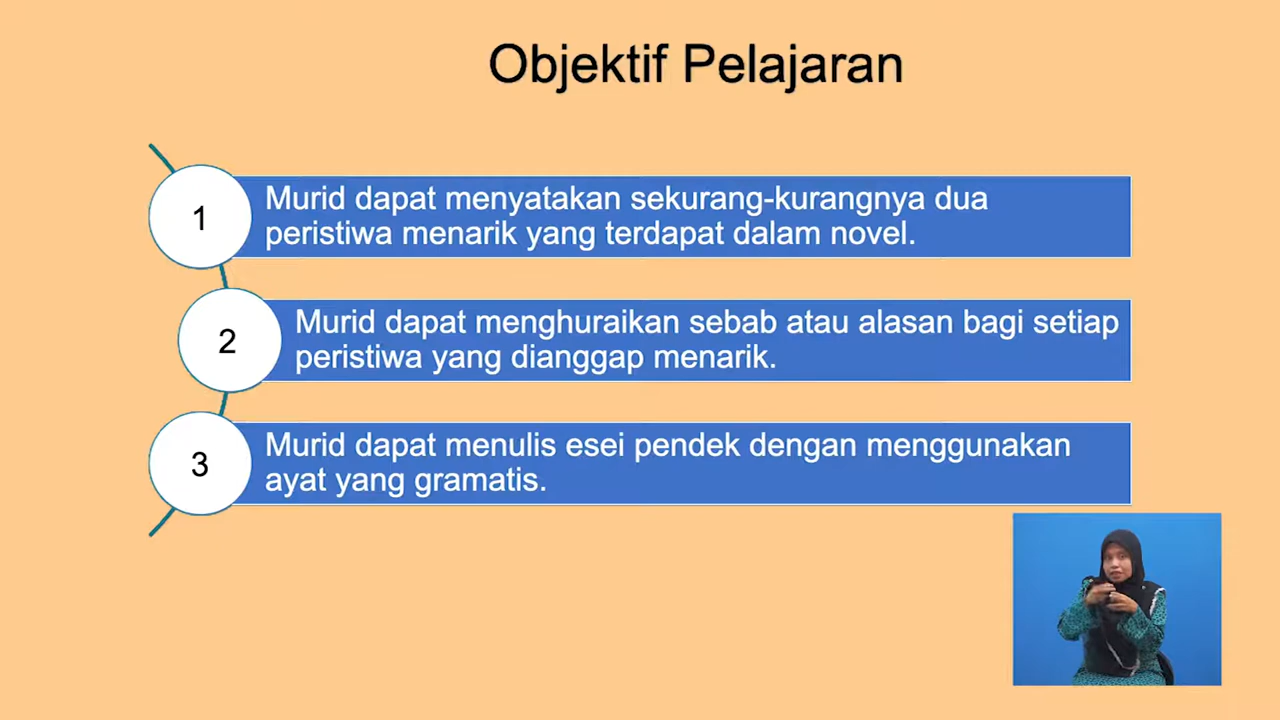 Objektif Pelajaran
1
Murid dapat menyatakan sekurang-kurangnya dua
peristiwa menarik yang terdapat dalam novel.
2
Murid dapat menghuraikan sebab atau alasan bagi setiap
peristiwa yang dianggap menarik.
3
Murid dapat menulis esei pendek dengan menggunakan
ayat yang gramatis.